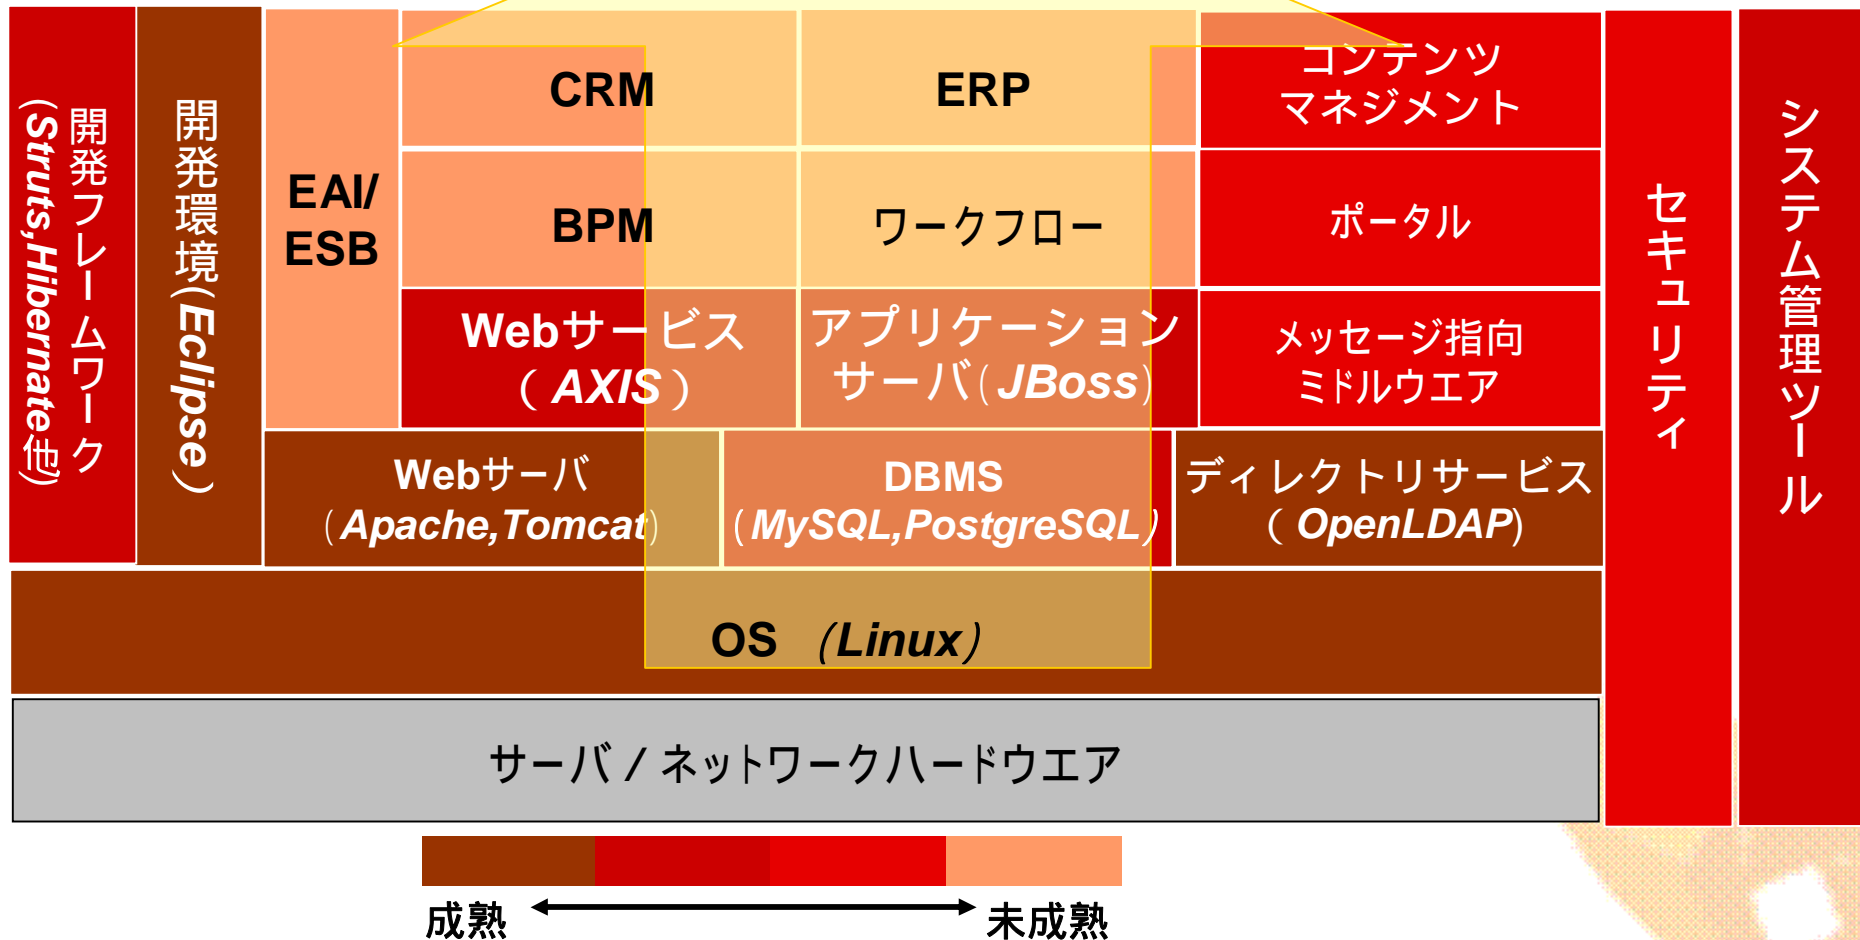 開発フレームワーク
(Struts,Hibernate他)
開発環境(Eclipse)
EAI/
ESB
CRM
ERP
コンテンツ
マネジメント
BPM
ワークフロー
ポータル
Webサービス
(AXIS)
アプリケーション
サーバ(JBoss)
メッセージ指向
ミドルウエア
Webサーバ
(Apache,Tomcat)
DBMS
(MySQL,PostgreSQL)
ディレクトリサービス
(OpenLDAP)
セキュリティ
システム管理ツール
OS (Linux)
サーバ / ネットワークハードウエア
成熟
未成熟